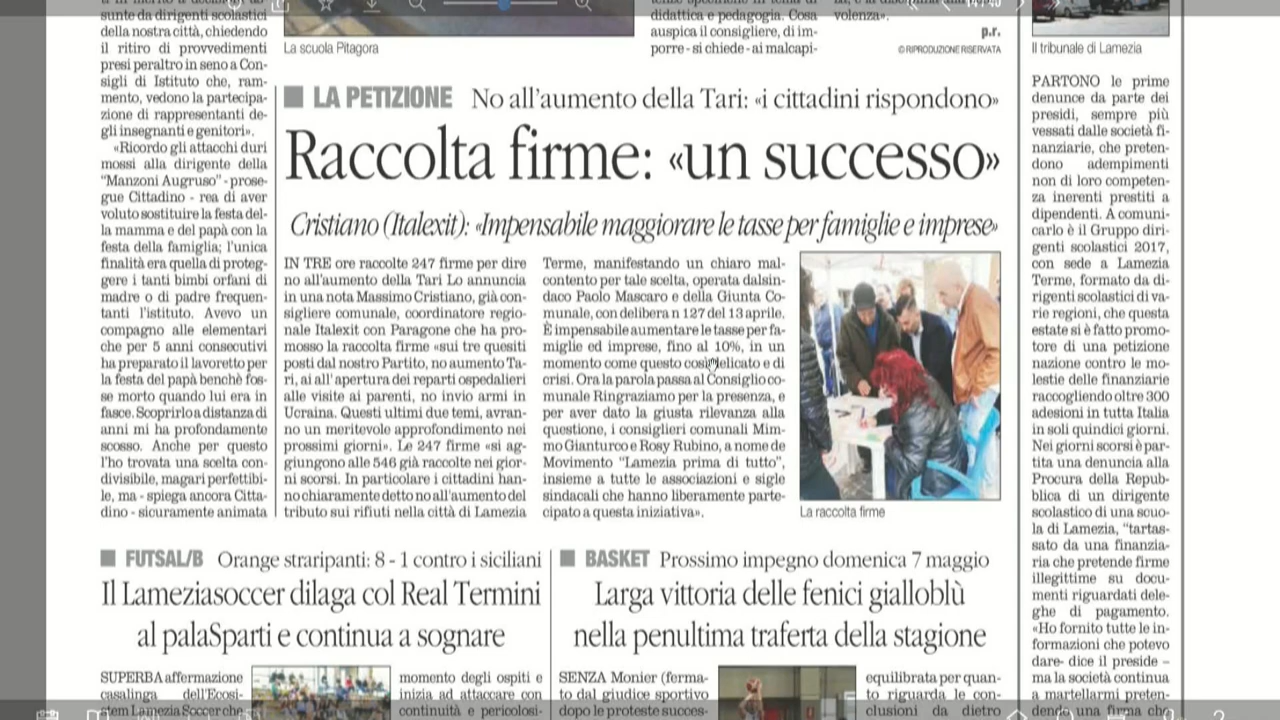 sunte da dirigenti scolastici
della nostra città, chiedendo
il ritiro di provvedimenti
presi peraltro in seno a Con-
sigli di Istituto che, ram-
mento, vedono la partecipa-
zione di rappresentanti de-
gli insegnanti e genitori».
«Ricordo gli attacchi duri
mossi alla dirigente della
"Manzoni Augruso" - prose-
gue Cittadino - rea di aver
voluto sostituire la festa del-
la mamma e del papà con la
festa della famiglia; l'unica
finalità era quella di proteg-
gere i tanti bimbi orfani di
madre o di padre frequen-
tanti l'istituto. Avevo un
compagno alle elementari
che per 5 anni consecutivi
ha preparato il lavoretto per
la festa del papà benchè fos-
se morto quando lui era in
fasce. Scoprirlo a distanza di
anni mi ha profondamente
scosso. Anche per questo
l'ho trovata una scelta con-
divisibile, magari perfettibi-
le, ma - spiega ancora Citta-
dino - sicuramente animata
La scuola Pitagora
didattica e pedagogia. Cosa
auspica il consigliere, di im-
porre - si chiede - ai malcapi-
volenza».
p.r.
© RIPRODUZIONE RISERVATA
LA PETIZIONE No all'aumento della Tari: «i cittadini rispondono»
Raccolta firme: «un successo»
Cristiano (Italexit): «Impensabile maggiorare le tasse per famiglie e imprese»
IN TRE ore raccolte 247 firme per dire
no all'aumento della Tari Lo annuncia
in una nota Massimo Cristiano, già con-
sigliere comunale, coordinatore regio-
nale Italexit con Paragone che ha pro-
mosso la raccolta firme «sui tre quesiti
posti dal nostro Partito, no aumento Ta-
ri, ai all' apertura dei reparti ospedalieri
alle visite ai parenti, no invio armi in
Ucraina. Questi ultimi due temi, avran-
no un meritevole approfondimento nei
prossimi giorni». Le 247 firme «si ag-
giungono alle 546 già raccolte nei gior-
ni scorsi. In particolare i cittadini han-
no chiaramente detto no all'aumento del
tributo sui rifiuti nella città di Lamezia
Terme, manifestando un chiaro mal-
contento per tale scelta, operata dalsin-
daco Paolo Mascaro e della Giunta Co-
munale, con delibera n 127 del 13 aprile.
È impensabile aumentare le tasse per fa-
miglie ed imprese, fino al 10%, in un
momento come questo così delicato e di
crisi. Ora la parola passa al Consiglio co-
munale Ringraziamo per la presenza, e
per aver dato la giusta rilevanza alla
questione, i consiglieri comunali Mim-
mo Gianturco e Rosy Rubino, a nome de
Movimento "Lamezia prima di tutto",
insieme a tutte le associazioni e sigle
sindacali che hanno liberamente parte-
cipato a questa iniziativa».
La raccolta firme
Il tribunale di Lamezia
PARTONO le prime
denunce da parte dei
presidi, sempre più
vessati dalle società fi-
nanziarie, che preten-
dono adempimenti
non di loro competen-
za inerenti prestiti a
dipendenti. A comuni-
carlo è il Gruppo diri-
genti scolastici 2017,
con sede a Lamezia
Terme, formato da di-
rigenti scolastici di va-
rie regioni, che questa
estate si è fatto promo-
tore di una petizione
nazione contro le mo-
lestie delle finanziarie
raccogliendo oltre 300
adesioni in tutta Italia
in soli quindici giorni.
Nei giorni scorsi è par-
tita una denuncia alla
Procura della Repub-
blica di un dirigente
scolastico di una scuo-
la di Lamezia, "tartas-
sato da una finanzia-
ria che pretende firme
illegittime su docu-
menti riguardati dele-
ghe di pagamento.
«Ho fornito tutte le in-
formazioni che potevo
dare- dice il preside –
ma la società continua
a martellarmi preten-
dendo una firma che
FUTSAL/B Orange straripanti: 8 - 1 contro i siciliani
Il Lameziasoccer dilaga col Real Termini
al palaSparti e continua a sognare
SUPERBA affermazione
casalinga dell'Ecosi-
stem Lamezia Soccer che
momento degli ospiti e
inizia ad attaccare con
continuità e pericolosi-
BASKET Prossimo impegno domenica 7 maggio
Larga vittoria delle fenici gialloblù
nella penultima traferta della stagione
SENZA Monier (ferma-
to dal giudice sportivo
dopo le proteste succes-
equilibrata per quan-
to riguarda le con-
clusioni da dietro